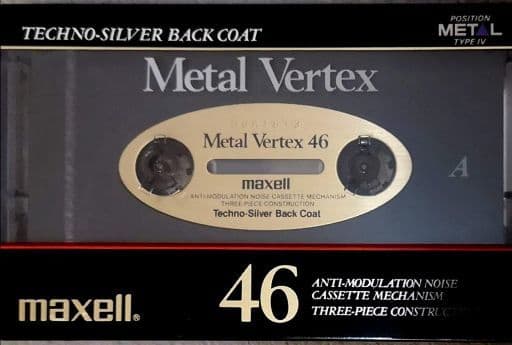 TECHNO-SILVER BACK COAT
POSITION
METAL
TYPE IV
Metal Vertex
Metal Vertex 46
maxell
ANTI-MODULATION NOISE CASSETTE MECHANISM
THREE-PIECE CONSTRUCTION
Techno-Silver Back Coat
A
maxell®
46
ANTI-MODULATION NOISE
CASSETTE MECHANISM
THREE-PIECE CONSTRUCTION